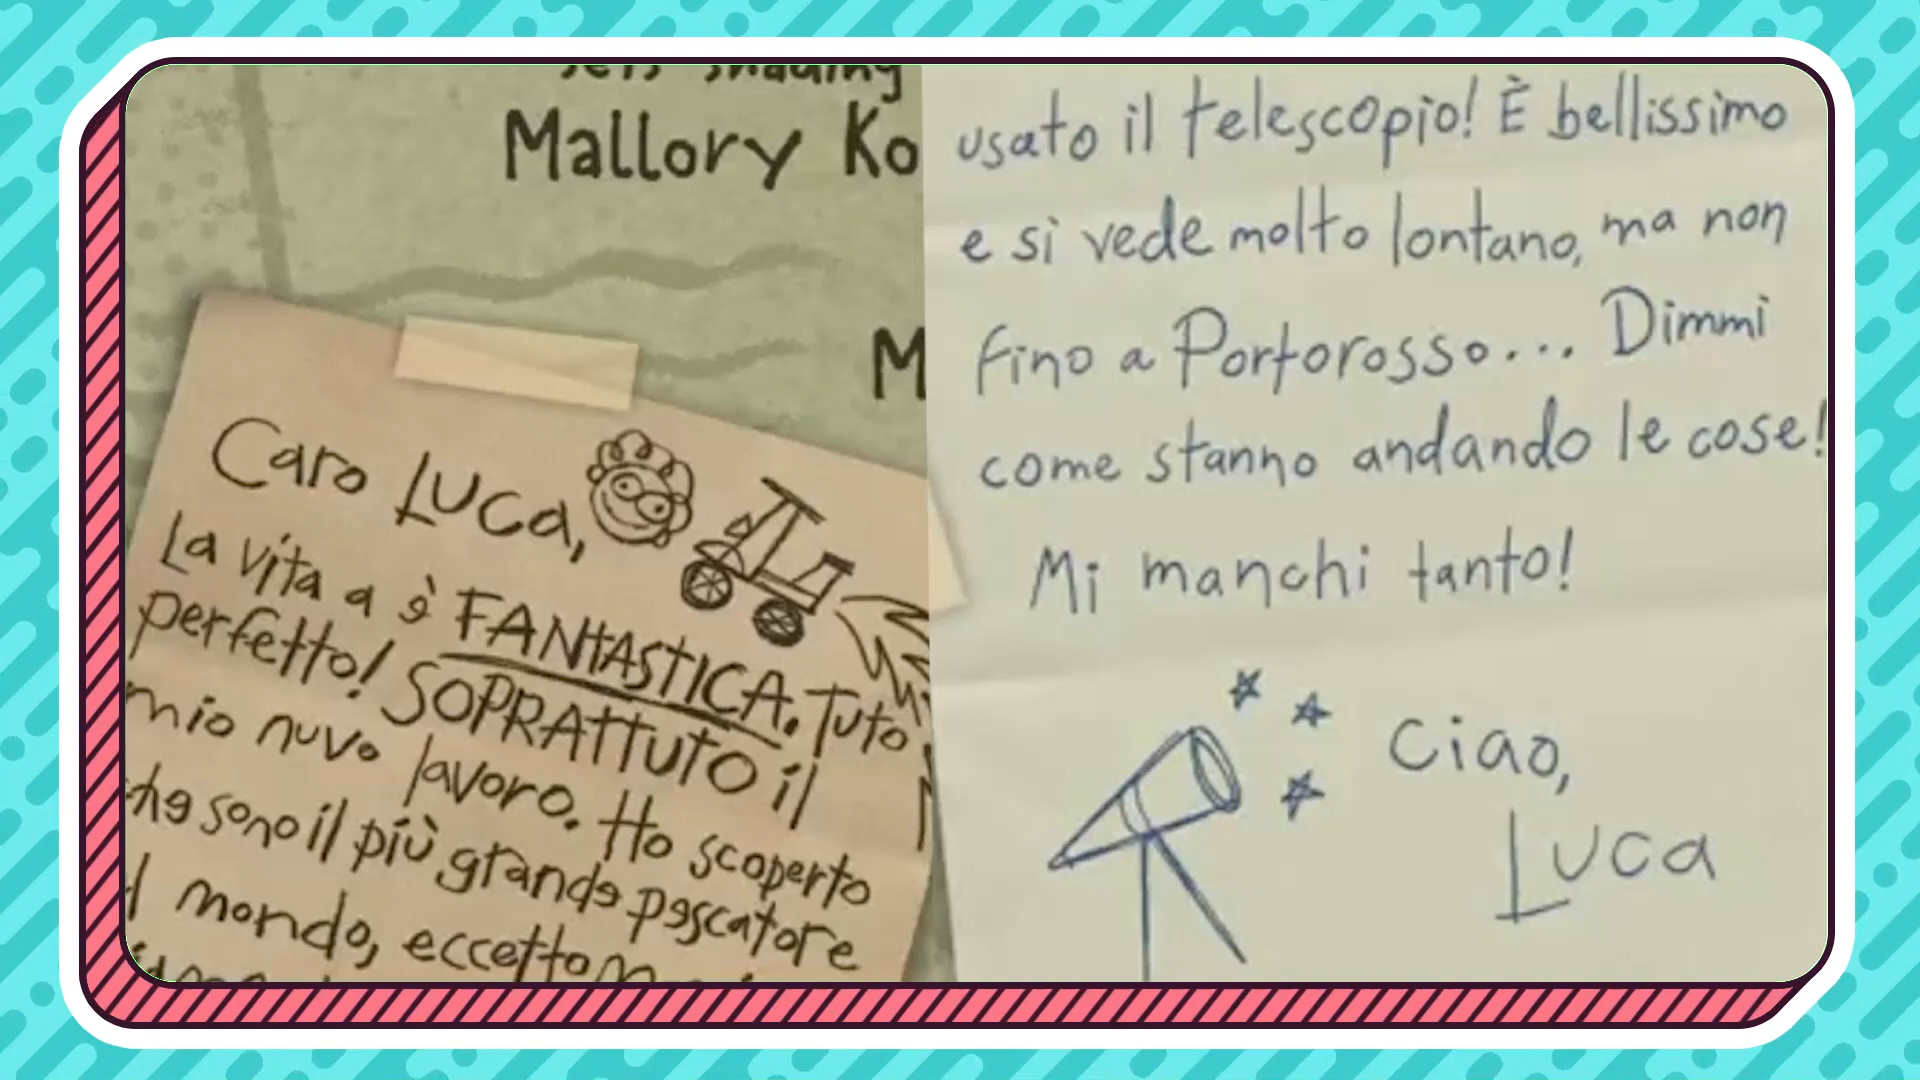 Mallory Ko
M
Caro Luca,
La vita a è FANTASTICA. Tuto
perfetto! SOPRATTUTO il
mio nuvo lavoro. Ho scoperto
che sono il più grande pescatore
mondo, eccetto
usato il telescopio! È bellissimo
e si vede molto lontano, ma non
fino a Portorosso... Dimmi
come stanno andando le cose!
Mi manchi tanto!
Ciao,
Luca